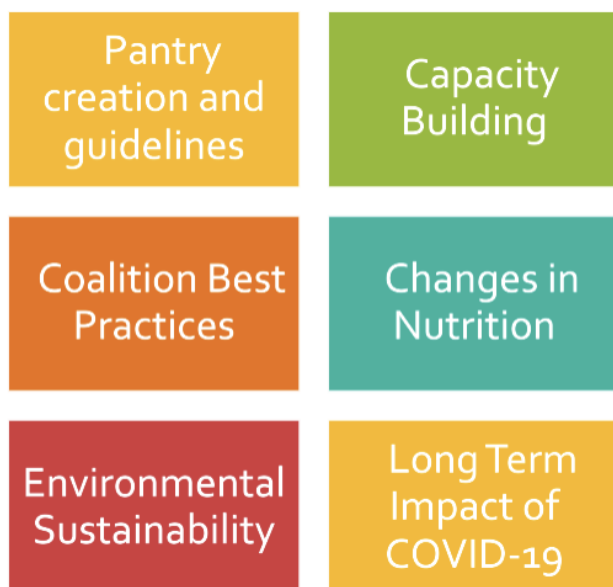 Pantry
creation and
guidelines
Capacity
Building
Coalition Best
Practices
Changes in
Nutrition
Environmental
Sustainability
Long Term
Impact of
COVID-19